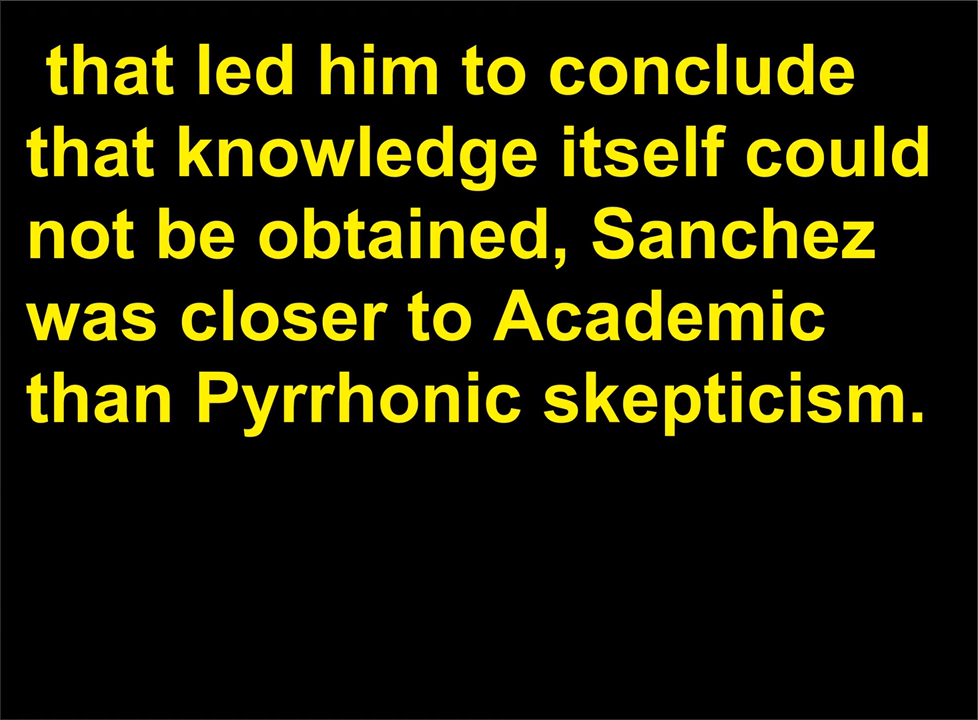 that led him to conclude
that knowledge itself could
not be obtained, Sanchez
was closer to Academic
than Pyrrhonic skepticism.